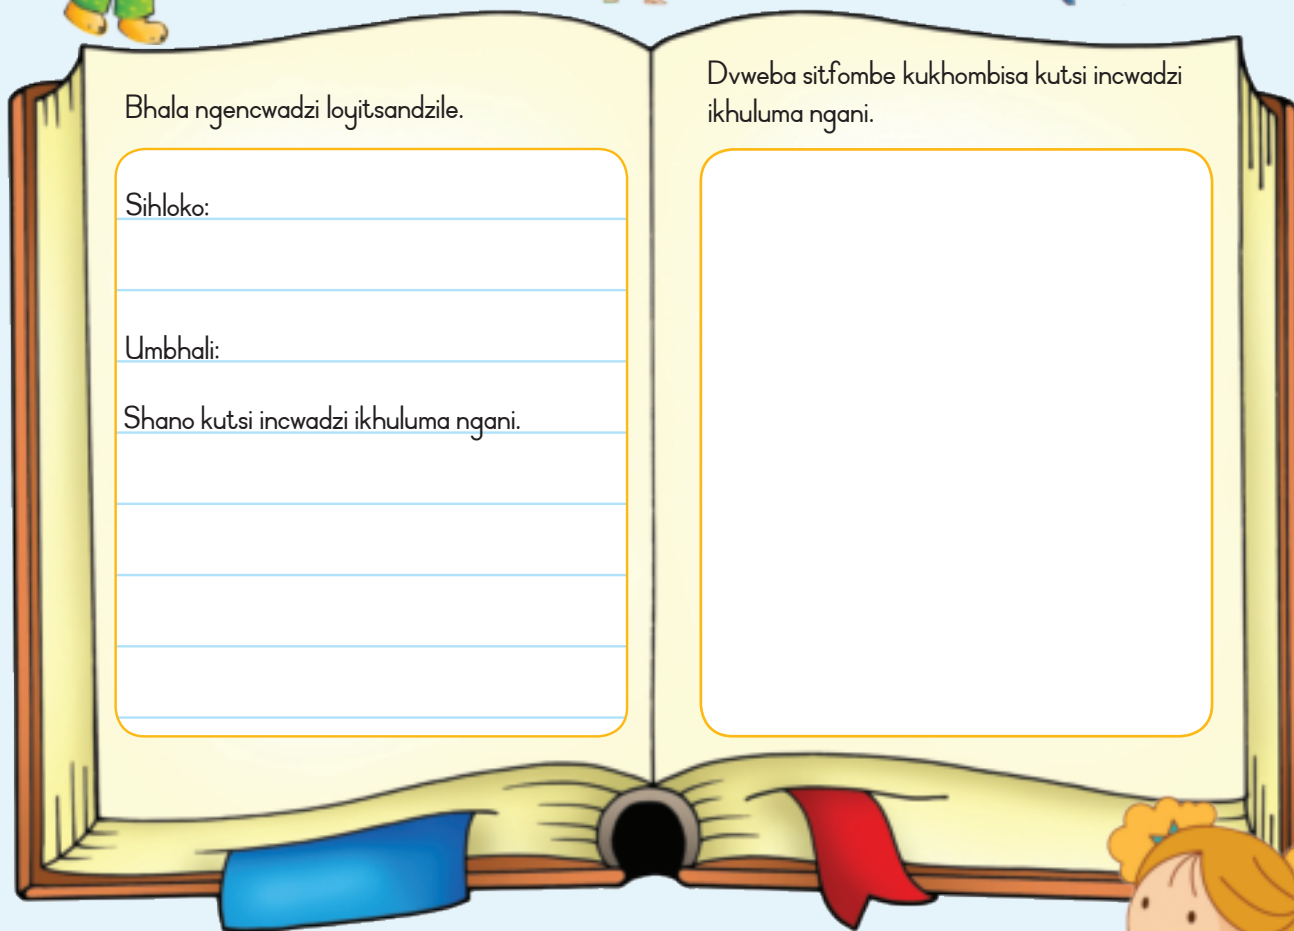 Bhala ngencwadzi loyitsandzile.
Sihloko:
Umbhali:
Shano kutsi incwadzi ikhuluma ngani.
Dvweba sitfombe kukhombisa kutsi incwadzi
ikhuluma ngani.